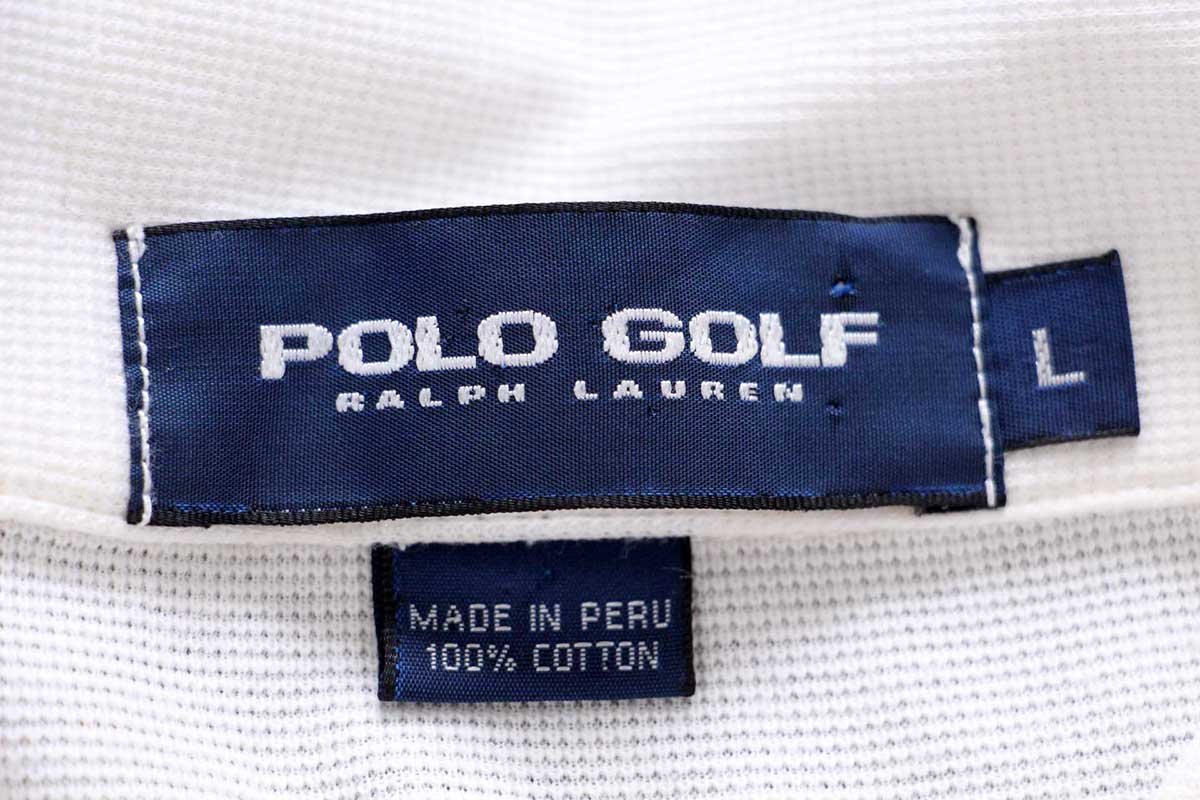 POLO GOLF
RALPH LAUREN
L
MADE IN PERU
100% COTTON